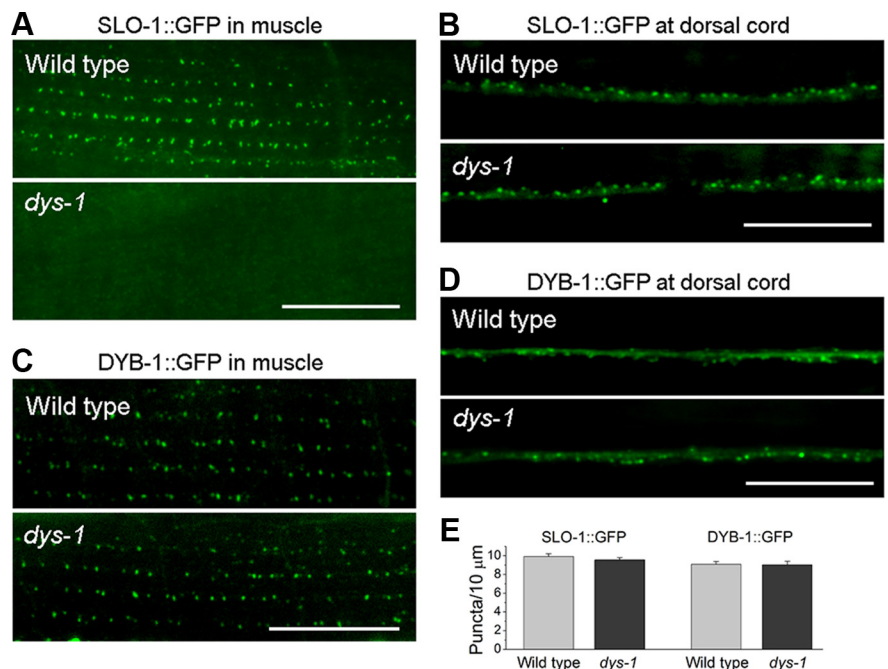 A
SLO-1::GFP in muscle
Wild type
dys-1
B
SLO-1::GFP at dorsal cord
Wild type
dys-1
C
DYB-1::GFP in muscle
Wild type
dys-1
D
DYB-1::GFP at dorsal cord
Wild type
dys-1
E
SLO-1::GFP DYB-1::GFP
Puncta/10 μm
10
8
6
4
2
0
Wild type dys-1 Wild type dys-1